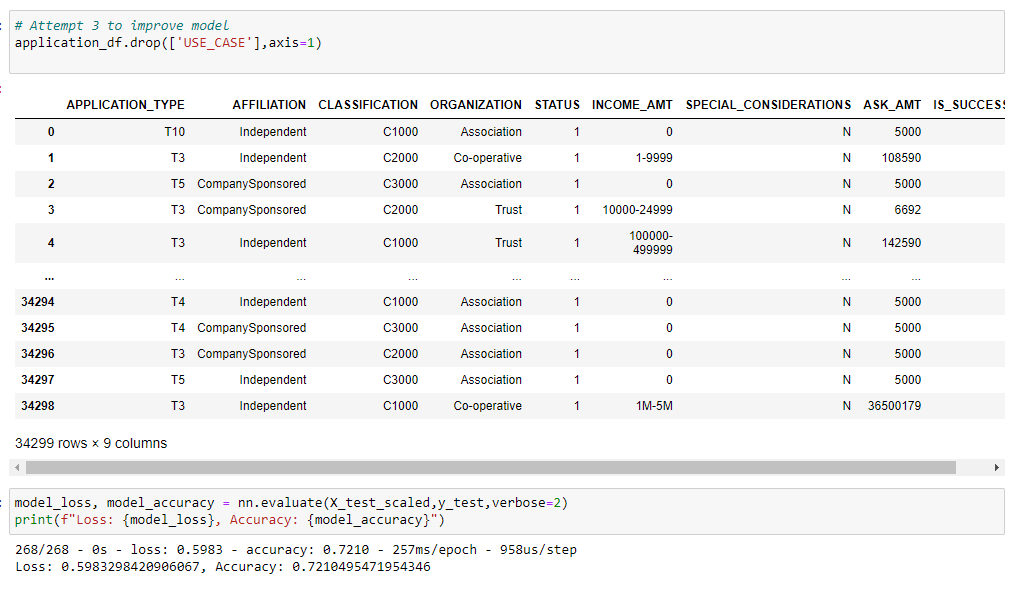 # Attempt 3 to improve model
application_df.drop(['USE_CASE'],axis=1)
APPLICATION_TYPE AFFILIATION CLASSIFICATION ORGANIZATION STATUS INCOME_AMT SPECIAL_CONSIDERATIONS ASK_AMT IS_SUCCESS
0 T10 Independent C1000 Association 1 0 N 5000
1 T3 Independent C2000 Co-operative 1 1-9999 N 108590
2 T5 CompanySponsored C3000 Association 1 0 N 5000
3 T3 CompanySponsored C2000 Trust 1 10000-24999 N 6692
4 T3 Independent C1000 Trust 1 100000-
499999 N 142590
... ... ... ... ... ... ... ... ...
34294 T4 Independent C1000 Association 1 0 N 5000
34295 T4 CompanySponsored C3000 Association 1 0 N 5000
34296 T3 CompanySponsored C2000 Association 1 0 N 5000
34297 T5 Independent C3000 Association 1 0 N 5000
34298 T3 Independent C1000 Co-operative 1 1M-5M N 36500179
34299 rows × 9 columns
model_loss, model_accuracy = nn.evaluate(X_test_scaled,y_test,verbose=2)
print(f"Loss: {model_loss}, Accuracy: {model_accuracy}")
268/268 - 0s - loss: 0.5983 - accuracy: 0.7210 - 257ms/epoch - 958us/step
Loss: 0.5983298420906067, Accuracy: 0.7210495471954346